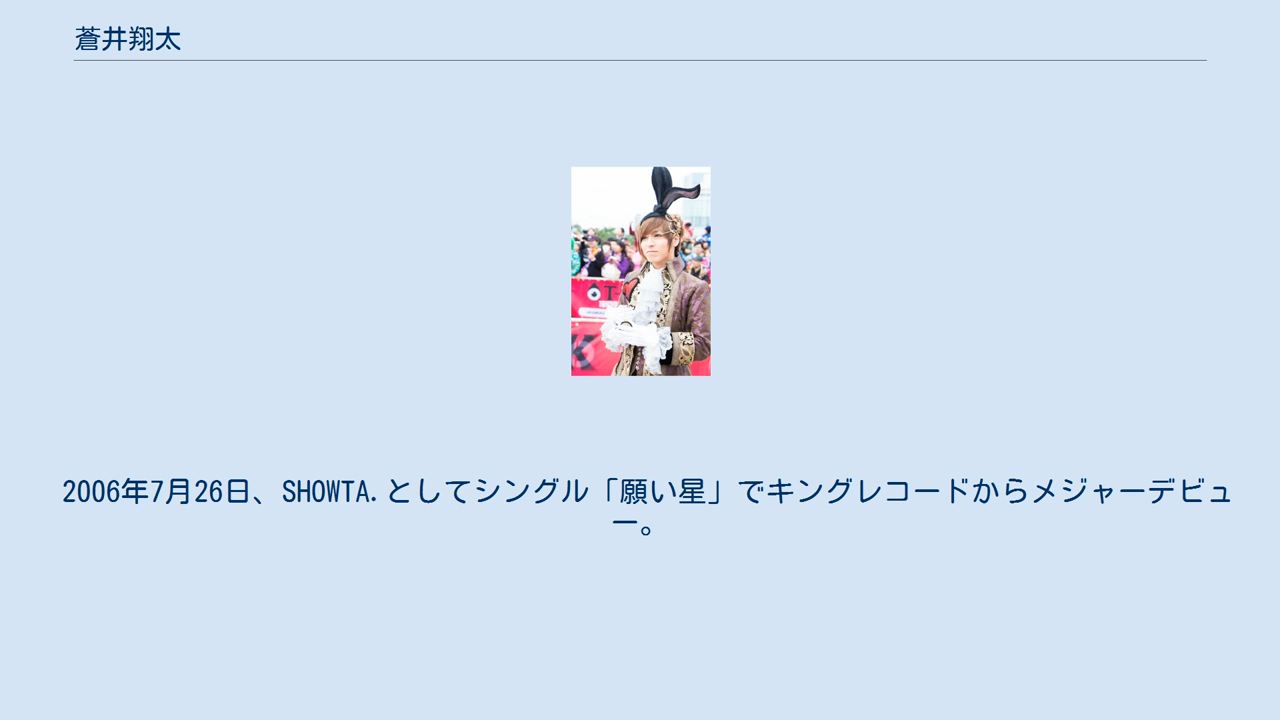 蒼井翔太
2006年7月26日、SHOWTA.としてシングル「願い星」でキングレコードからメジャーデビュ
ー。
T
K